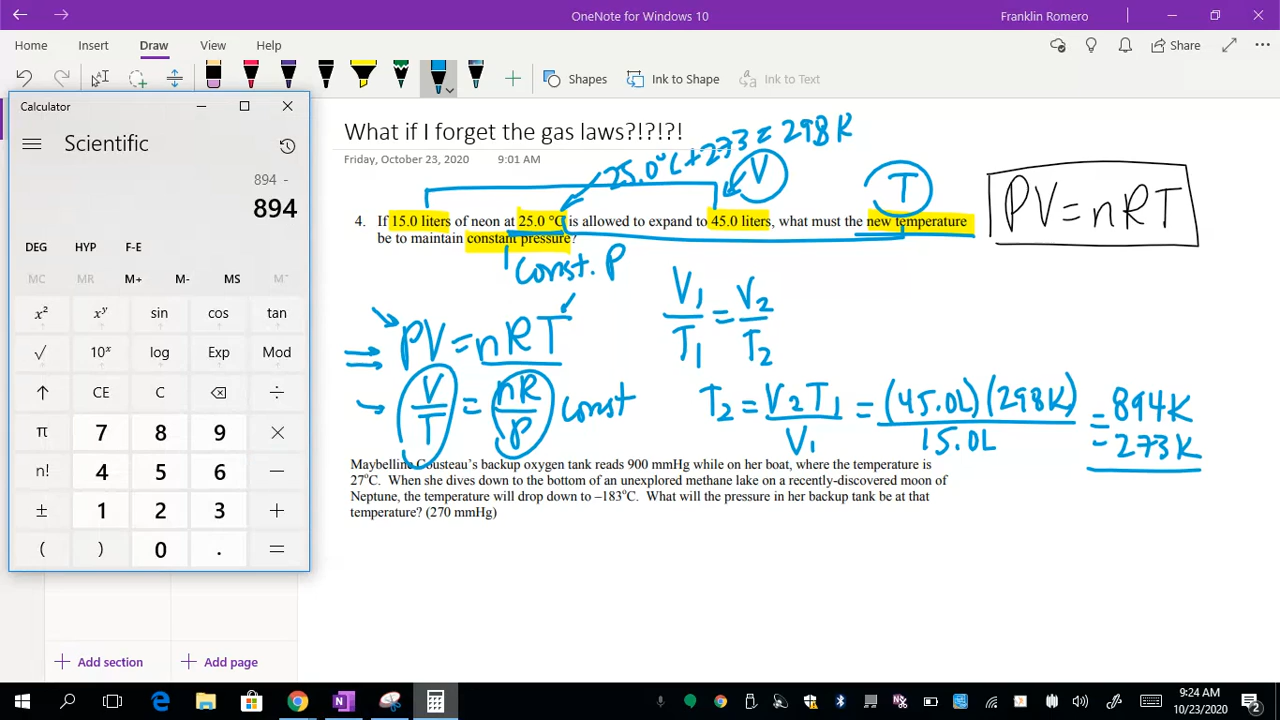 OneNote for Windows 10
Franklin Romero
Home Insert Draw View Help
Share
Shapes Ink to Shape Ink to Text
Calculator
Scientific
894 -
894
DEG HYP F-E
MC MR M+ M- MS M˅
x² xʸ sin cos tan
√ 10ˣ log Exp Mod
↑ CE C ⌫ ÷
π 7 8 9 ×
n! 4 5 6 −
± 1 2 3 +
( ) 0 . =
+ Add section + Add page
What if I forget the gas laws?!?!?!
Friday, October 23, 2020 9:01 AM
25.0°C + 273 = 298 K
V
T
PV = nRT
4. If 15.0 liters of neon at 25.0 °C is allowed to expand to 45.0 liters, what must the new temperature
be to maintain constant pressure?
const. P
V₁/T₁ = V₂/T₂
PV = nRT
V/T = nR/P const
T₂ = V₂T₁/V₁ = (45.0L)(298K)/15.0L = 894K
- 273K
Maybelline Cousteau's backup oxygen tank reads 900 mmHg while on her boat, where the temperature is
27°C. When she dives down to the bottom of an unexplored methane lake on a recently-discovered moon of
Neptune, the temperature will drop down to –183°C. What will the pressure in her backup tank be at that
temperature? (270 mmHg)
9:24 AM
10/23/2020
2